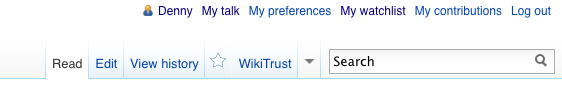 Denny My talk My preferences My watchlist My contributions Log out
Read Edit View history WikiTrust Search